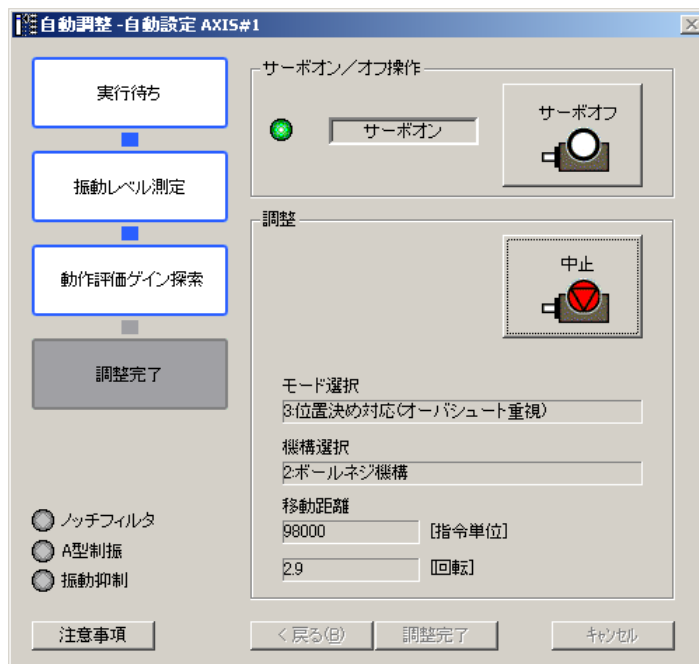 自動調整 -自動設定 AXIS#1
実行待ち
振動レベル測定
動作評価ゲイン探索
調整完了
ノッチフィルタ
A型制振
振動抑制
サーボオン／オフ操作
サーボオン
サーボオフ
調整
中止
モード選択
3:位置決め対応(オーバシュート重視)
機構選択
2:ボールネジ機構
移動距離
98000 [指令単位]
2.9 [回転]
注意事項 < 戻る(B) 調整完了 キャンセル